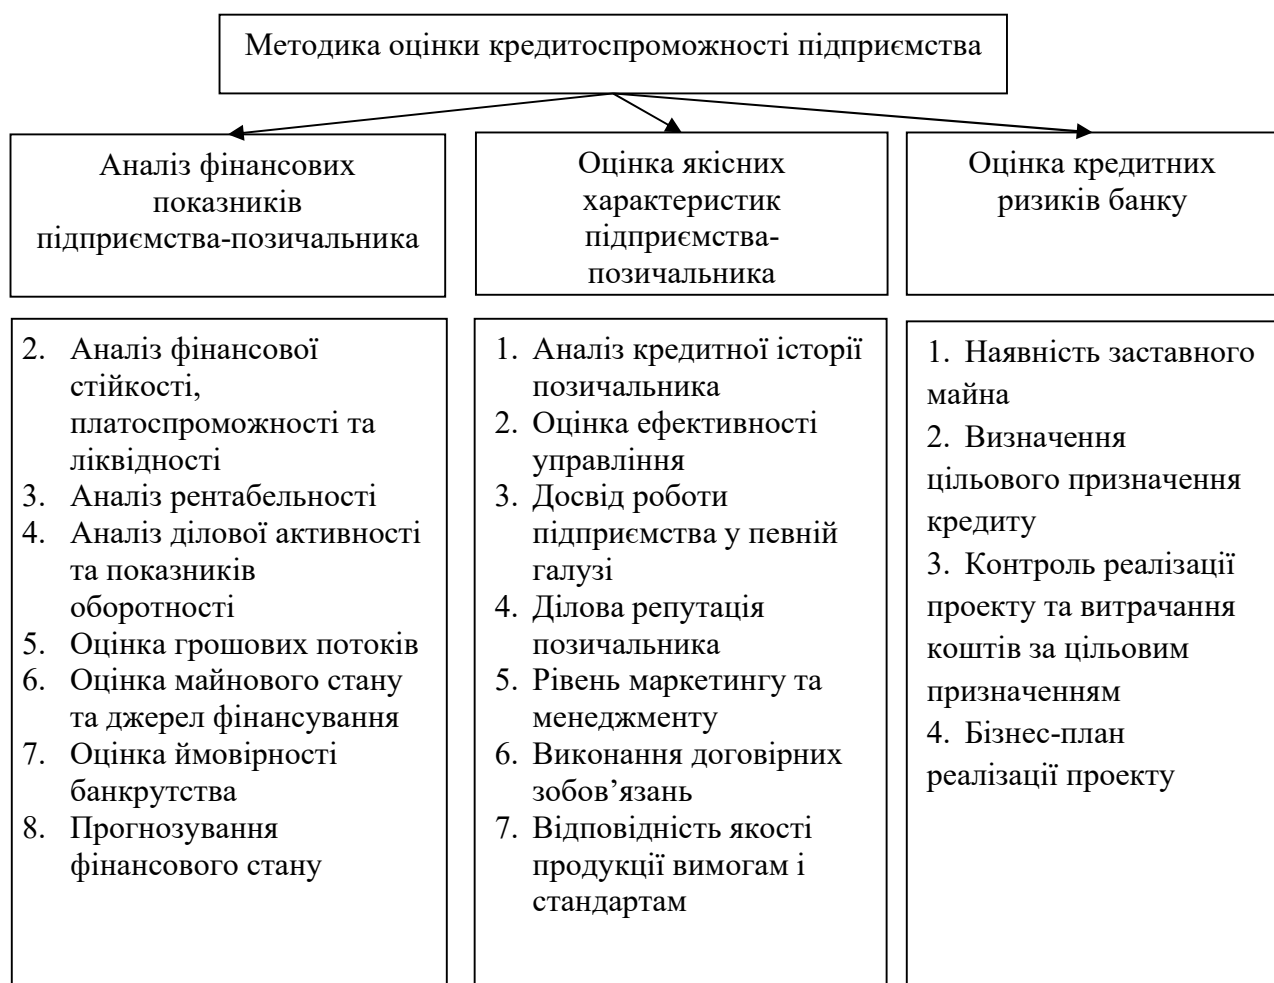 Методика оцінки кредитоспроможності підприємства
Аналіз фінансових
показників
підприємства-позичальника
Оцінка якісних
характеристик
підприємства-
позичальника
Оцінка кредитних
ризиків банку
2. Аналіз фінансової
стійкості,
платоспроможності та
ліквідності
3. Аналіз рентабельності
4. Аналіз ділової активності
та показників
оборотності
5. Оцінка грошових потоків
6. Оцінка майнового стану
та джерел фінансування
7. Оцінка ймовірності
банкрутства
8. Прогнозування
фінансового стану
1. Аналіз кредитної історії
позичальника
2. Оцінка ефективності
управління
3. Досвід роботи
підприємства у певній
галузі
4. Ділова репутація
позичальника
5. Рівень маркетингу та
менеджменту
6. Виконання договірних
зобов’язань
7. Відповідність якості
продукції вимогам і
стандартам
1. Наявність заставного
майна
2. Визначення
цільового призначення
кредиту
3. Контроль реалізації
проекту та витрачання
коштів за цільовим
призначенням
4. Бізнес-план
реалізації проекту